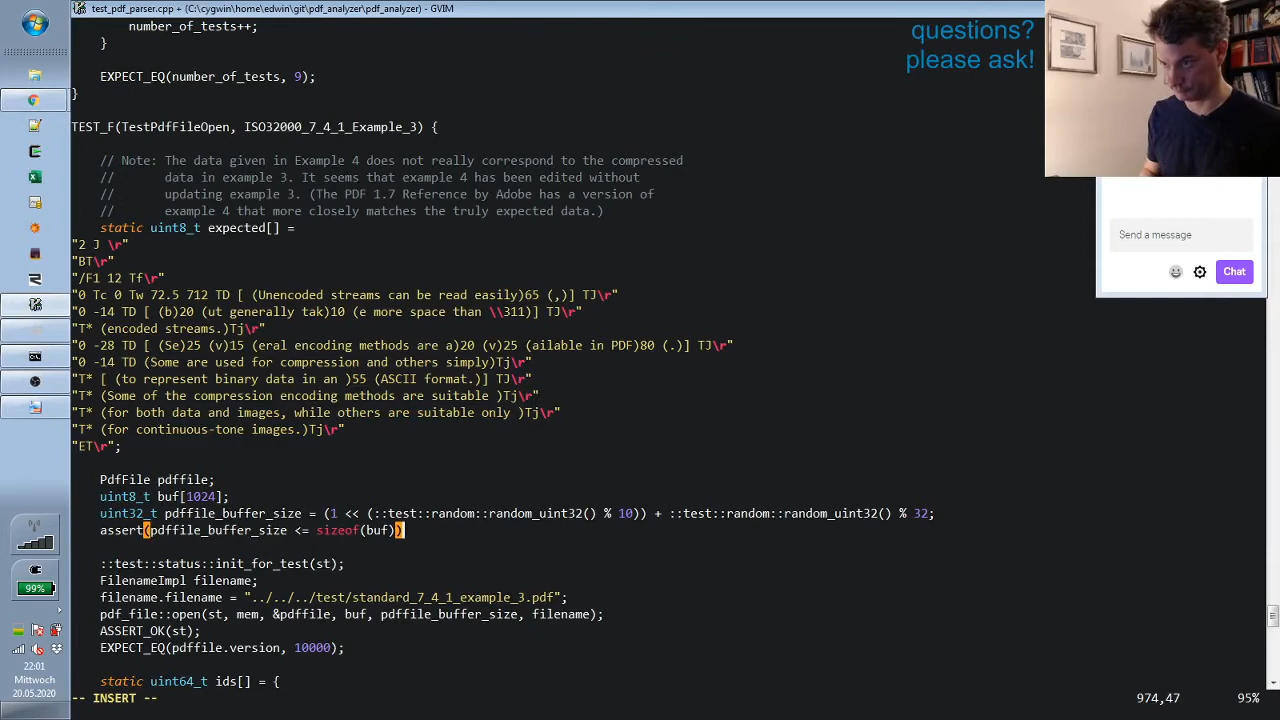 test_pdf_parser.cpp + (C:\cygwin\home\edwin\git\pdf_analyzer\pdf_analyzer) - GVIM
number_of_tests++;
}
EXPECT_EQ(number_of_tests, 9);
}
TEST_F(TestPdfFileOpen, ISO32000_7_4_1_Example_3) {
// Note: The data given in Example 4 does not really correspond to the compressed
// data in example 3. It seems that example 4 has been edited without
// updating example 3. (The PDF 1.7 Reference by Adobe has a version of
// example 4 that more closely matches the truly expected data.)
static uint8_t expected[] =
"2 J \r"
"BT\r"
"/F1 12 Tf\r"
"0 Tc 0 Tw 72.5 712 TD [ (Unencoded streams can be read easily)65 (,)] TJ\r"
"0 -14 TD [ (b)20 (ut generally tak)10 (e more space than \\311)] TJ\r"
"T* (encoded streams.)Tj\r"
"0 -28 TD [ (Se)25 (v)15 (eral encoding methods are a)20 (v)25 (ailable in PDF)80 (.)] TJ\r"
"0 -14 TD (Some are used for compression and others simply)Tj\r"
"T* [ (to represent binary data in an )55 (ASCII format.)] TJ\r"
"T* (Some of the compression encoding methods are suitable )Tj\r"
"T* (for both data and images, while others are suitable only )Tj\r"
"T* (for continuous-tone images.)Tj\r"
"ET\r";
PdfFile pdffile;
uint8_t buf[1024];
uint32_t pdffile_buffer_size = (1 << (::test::random::random_uint32() % 10)) + ::test::random::random_uint32() % 32;
assert(pdffile_buffer_size <= sizeof(buf))
::test::status::init_for_test(st);
FilenameImpl filename;
filename.filename = "../../../test/standard_7_4_1_example_3.pdf";
pdf_file::open(st, mem, &pdffile, buf, pdffile_buffer_size, filename);
ASSERT_OK(st);
EXPECT_EQ(pdffile.version, 10000);
static uint64_t ids[] = {
-- INSERT --
974,47
95%
questions?
please ask!
Send a message
Chat
99%
22:01
Mittwoch
20.05.2020